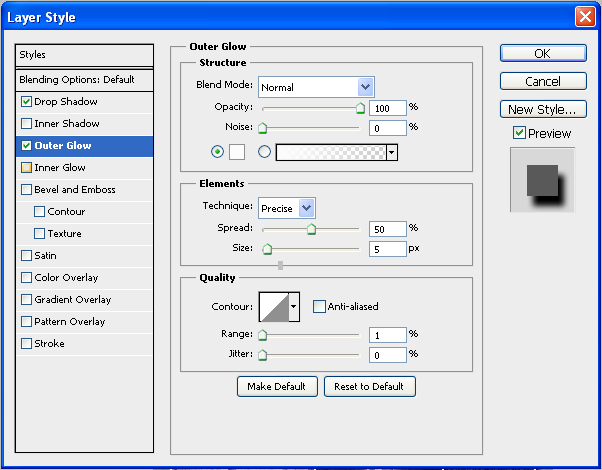 Layer Style
Styles
Blending Options: Default
Drop Shadow
Inner Shadow
Outer Glow
Inner Glow
Bevel and Emboss
Contour
Texture
Satin
Color Overlay
Gradient Overlay
Pattern Overlay
Stroke
Outer Glow
Structure
Blend Mode: Normal
Opacity: 100 %
Noise: 0 %
Elements
Technique: Precise
Spread: 50 %
Size: 5 px
Quality
Contour: Anti-aliased
Range: 1 %
Jitter: 0 %
Make Default Reset to Default
OK
Cancel
New Style...
Preview